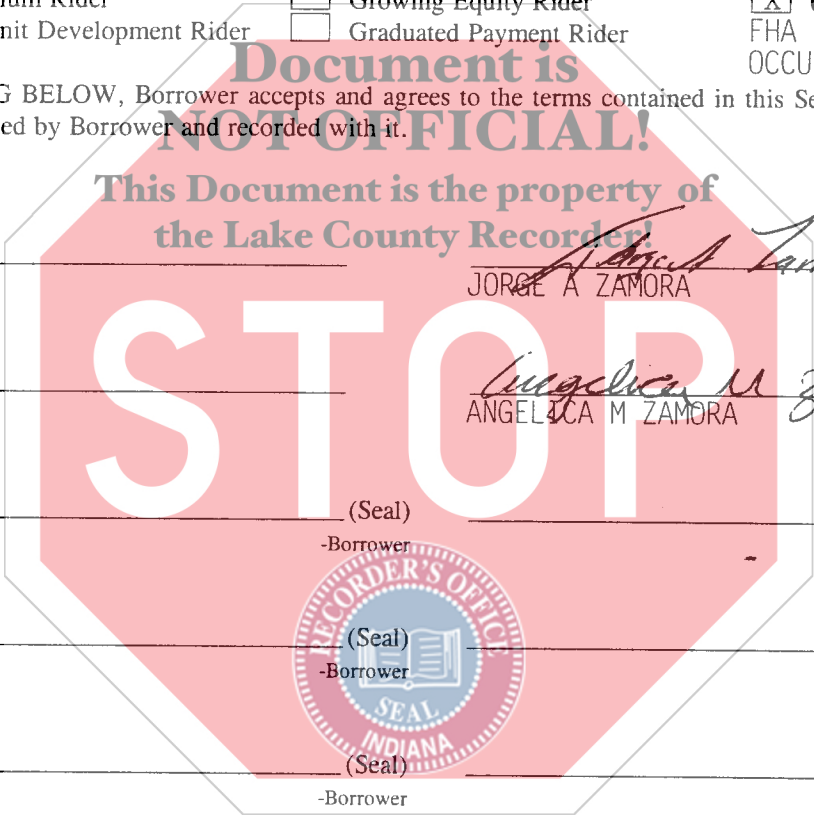 Rider Growing Equity Rider X
nit Development Rider Graduated Payment Rider FHA
OCCU
Document is
G BELOW, Borrower accepts and agrees to the terms contained in this Se
ed by Borrower and recorded with it.
NOT OFFICIAL!
This Document is the property of
the Lake County Recorder!
JORGE A ZAMORA
STOP
Angelica M
ANGELICA M ZAMORA
(Seal)
-Borrower
RECORDER'S OFFICE
(Seal)
-Borrower
SEAL
INDIANA
(Seal)
-Borrower